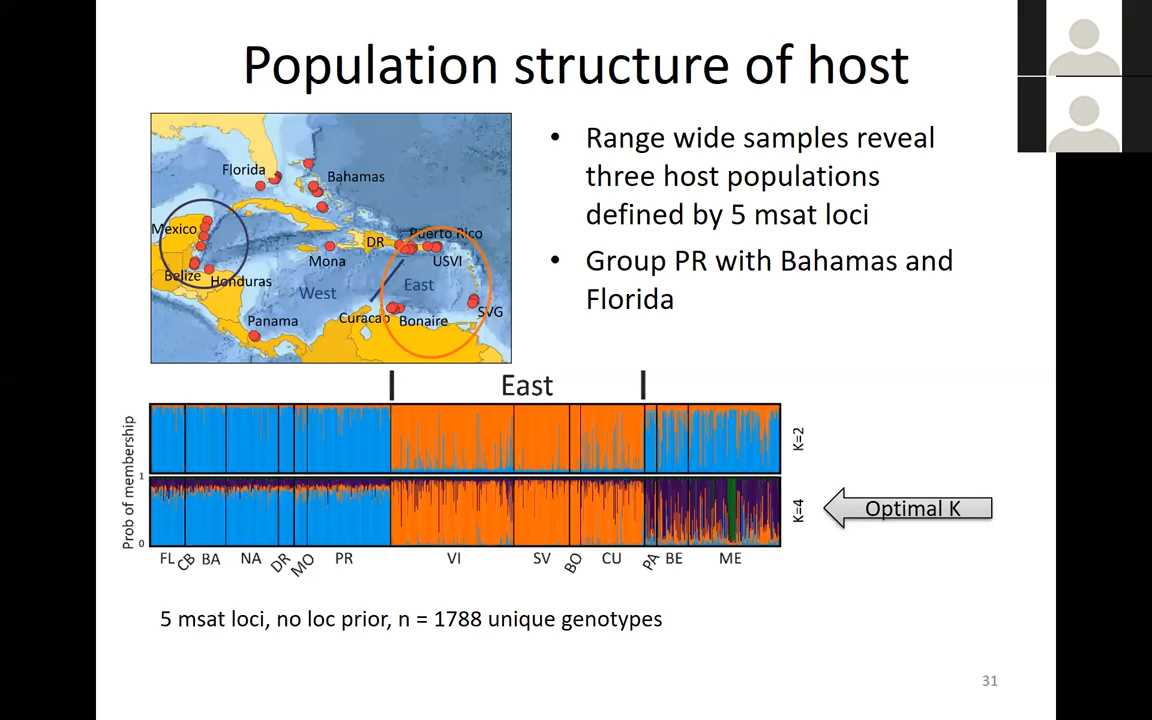 Population structure of host
Florida
Bahamas
Mexico
DR
Puerto Rico
Mona
USVI
Belize
Honduras
West
East
Curacao
Bonaire
SVG
Panama
• Range wide samples reveal
three host populations
defined by 5 msat loci
• Group PR with Bahamas and
Florida
East
Prob of membership
1
0
K=2
K=4
Optimal K
FL CB BA NA DR MO PR VI SV BO CU PA BE ME
5 msat loci, no loc prior, n = 1788 unique genotypes
31